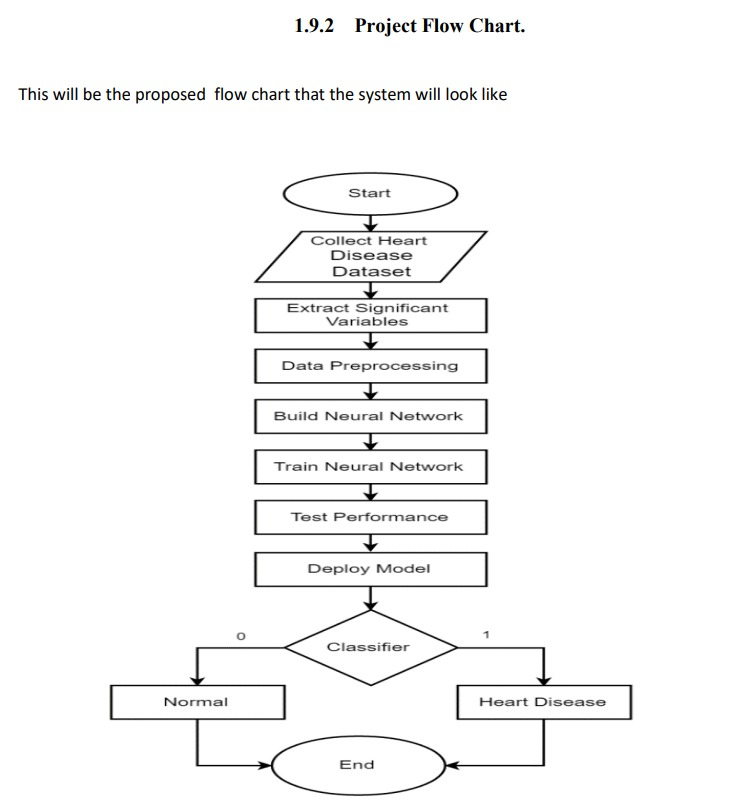 1.9.2 Project Flow Chart.
This will be the proposed flow chart that the system will look like
Start
Collect Heart
Disease
Dataset
Extract Significant
Variables
Data Preprocessing
Build Neural Network
Train Neural Network
Test Performance
Deploy Model
Classifier
0
1
Normal
Heart Disease
End